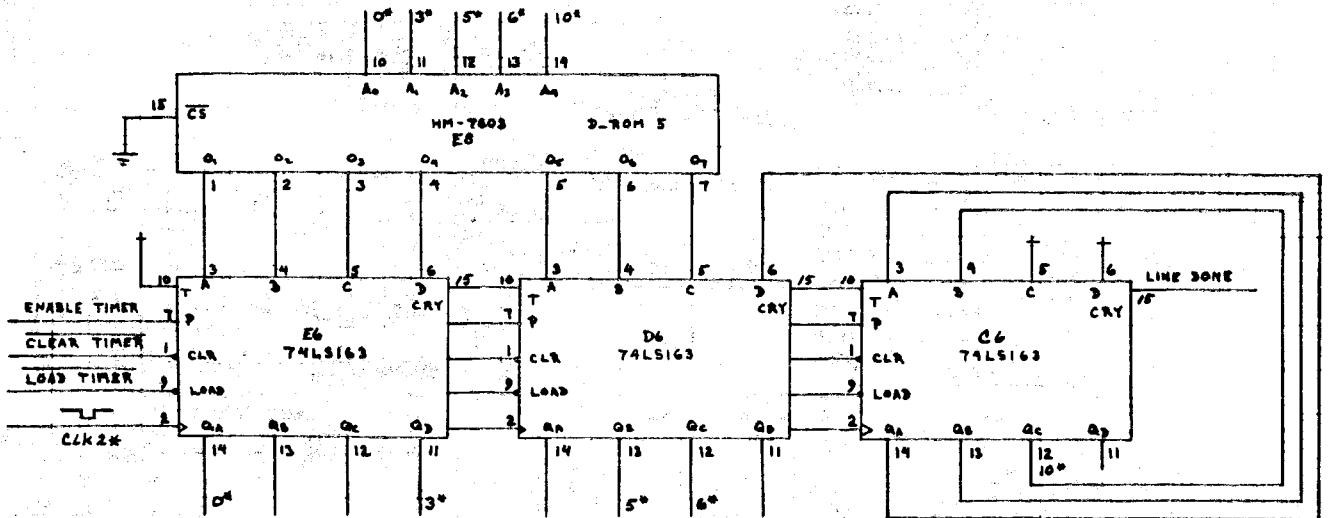 0* 3* 5* 6* 10*
10 11 12 13 14
A0 A1 A2 A3 A4
15 CS
HM-7603 D-ROM 5
E8
O1 O2 O3 O4 O5 O6 O7
1 2 3 4 5 6 7
3 4 5 6 3 4 5 6 3 4 5 6
10 T A B C D 15 10 T A B C D 15 10 T A B C D 15 LINE DONE
CRY CRY CRY
ENABLE TIMER 7 P 7 P 7 P
E6 D6 C6
74LS163 74LS163 74LS163
CLEAR TIMER 1 CLR 1 CLR 1 CLR
LOAD TIMER 9 LOAD 9 LOAD 9 LOAD
CLK2* 2 2 2
QA QB QC QD QA QB QC QD QA QB QC QD
14 13 12 11 14 13 12 11 14 13 12 11
0* 3* 5* 6* 10*